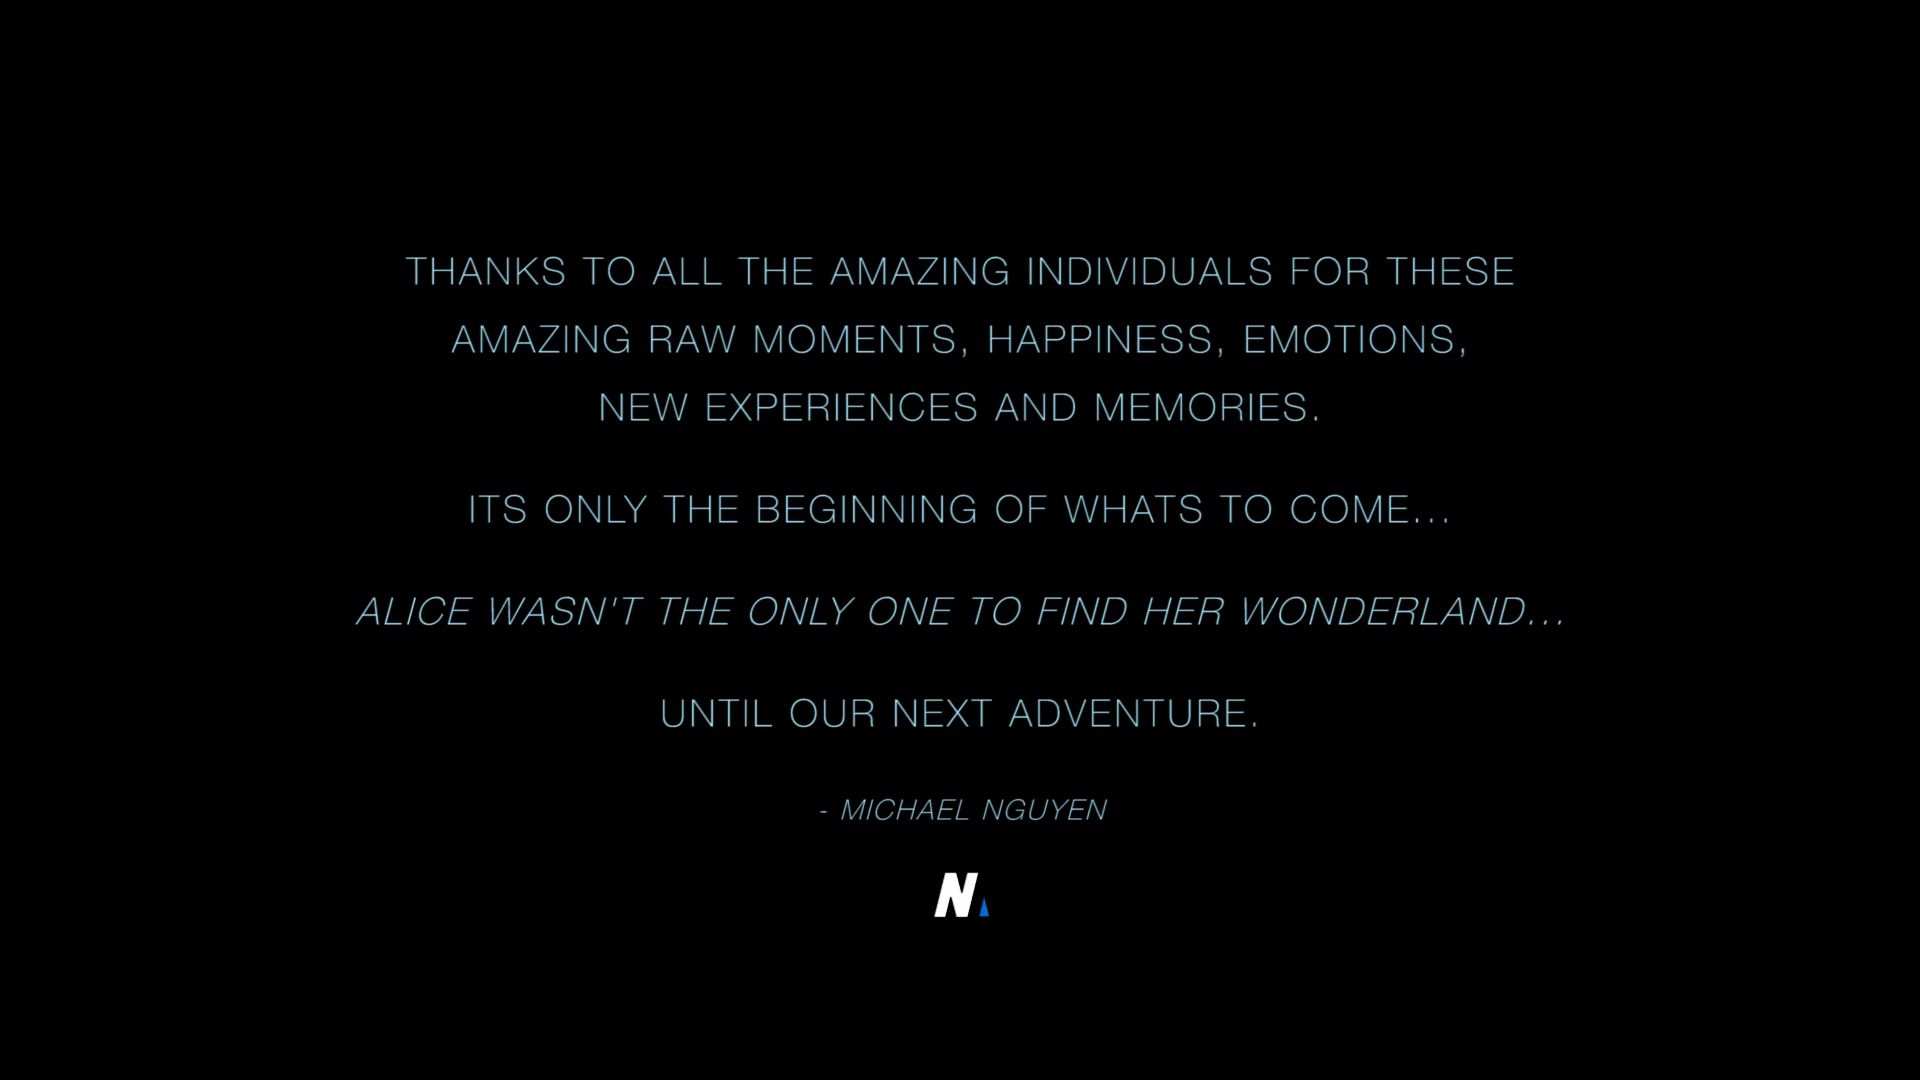 THANKS TO ALL THE AMAZING INDIVIDUALS FOR THESE
AMAZING RAW MOMENTS, HAPPINESS, EMOTIONS,
NEW EXPERIENCES AND MEMORIES.
ITS ONLY THE BEGINNING OF WHATS TO COME...
ALICE WASN'T THE ONLY ONE TO FIND HER WONDERLAND...
UNTIL OUR NEXT ADVENTURE.
- MICHAEL NGUYEN
N